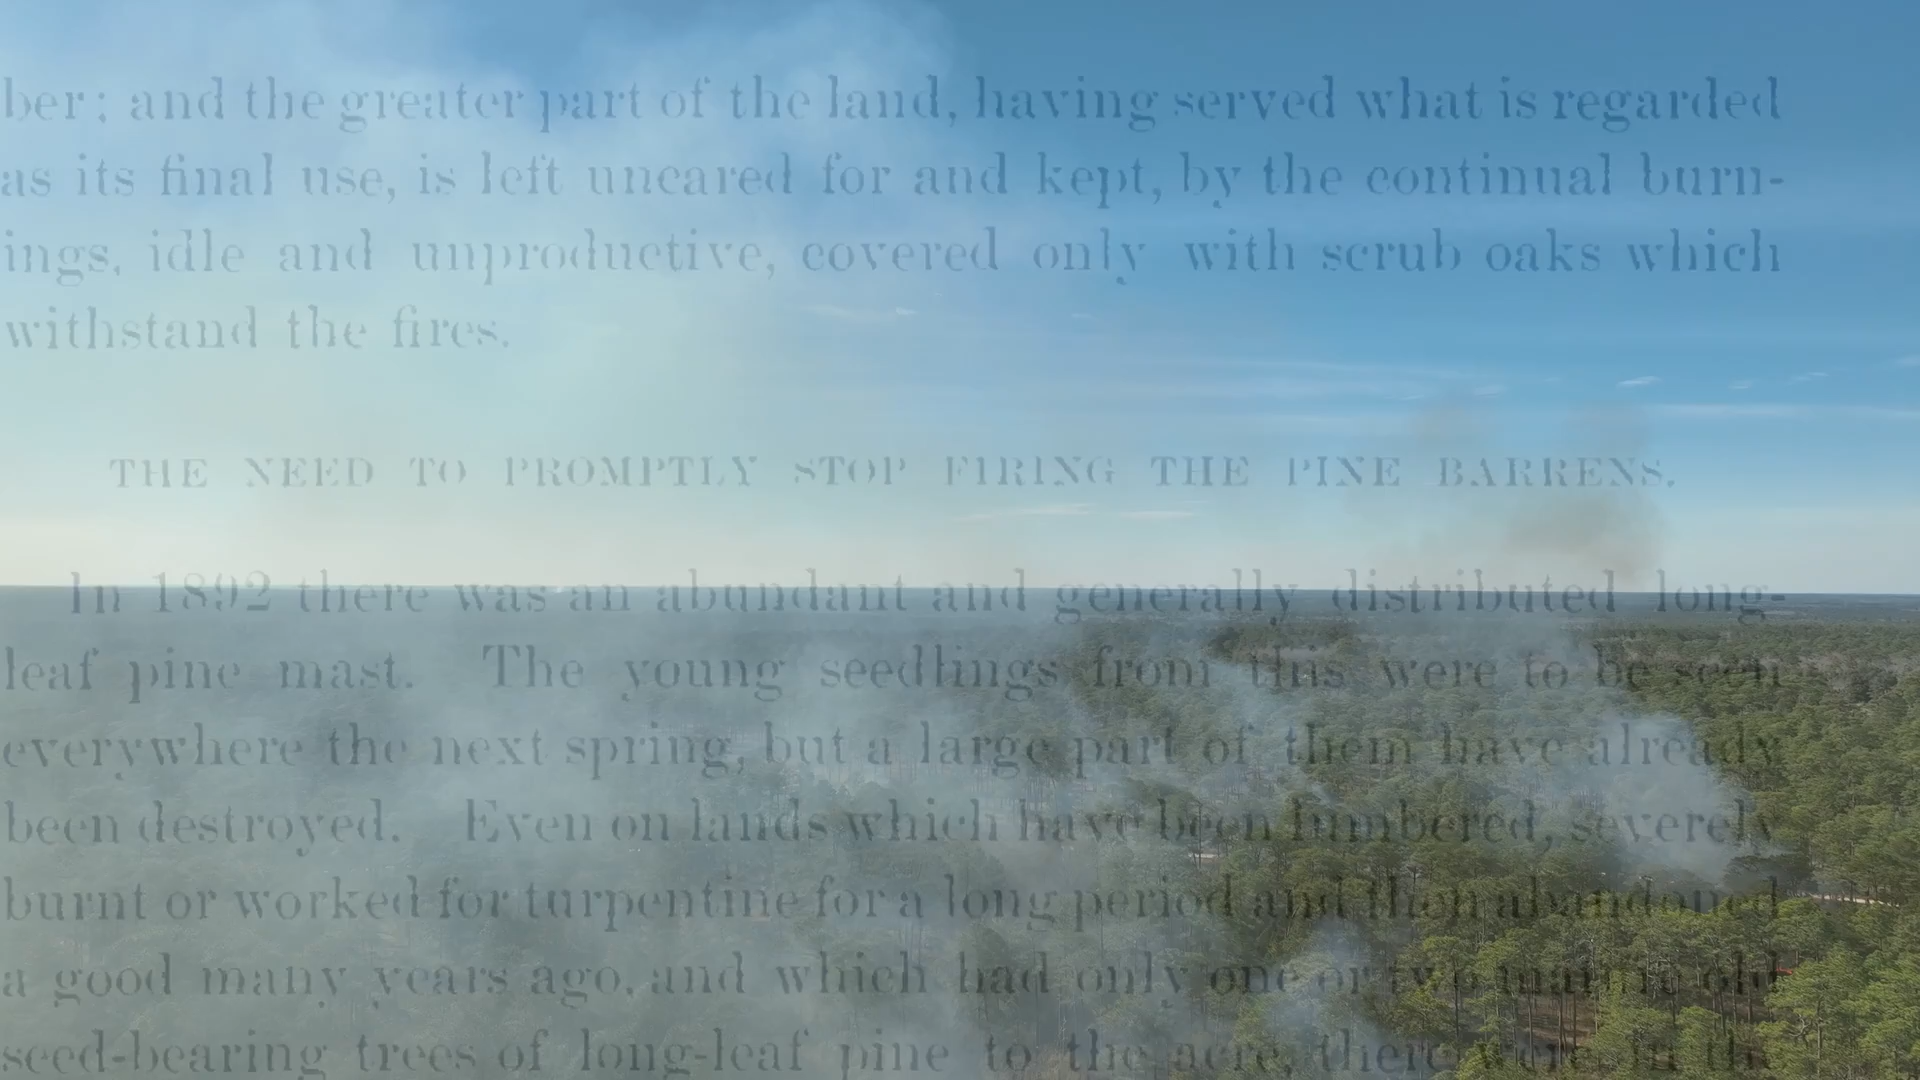 ber; and the greater part of the land, having served what is regarded
as its final use, is left uncared for and kept, by the continual burn-
ings, idle and unproductive, covered only with scrub oaks which
withstand the fires.
THE NEED TO PROMPTLY STOP FIRING THE PINE BARRENS.
In 1892 there was an abundant and generally distributed long-
leaf pine mast. The young seedlings from this were to be seen
everywhere the next spring, but a large part of them have already
been destroyed. Even on lands which have been lumbered, severely
burnt or worked for turpentine for a long period and then abandoned
a good many years ago, and which had only one or two mature old
seed-bearing trees of long-leaf pine to the acre, there